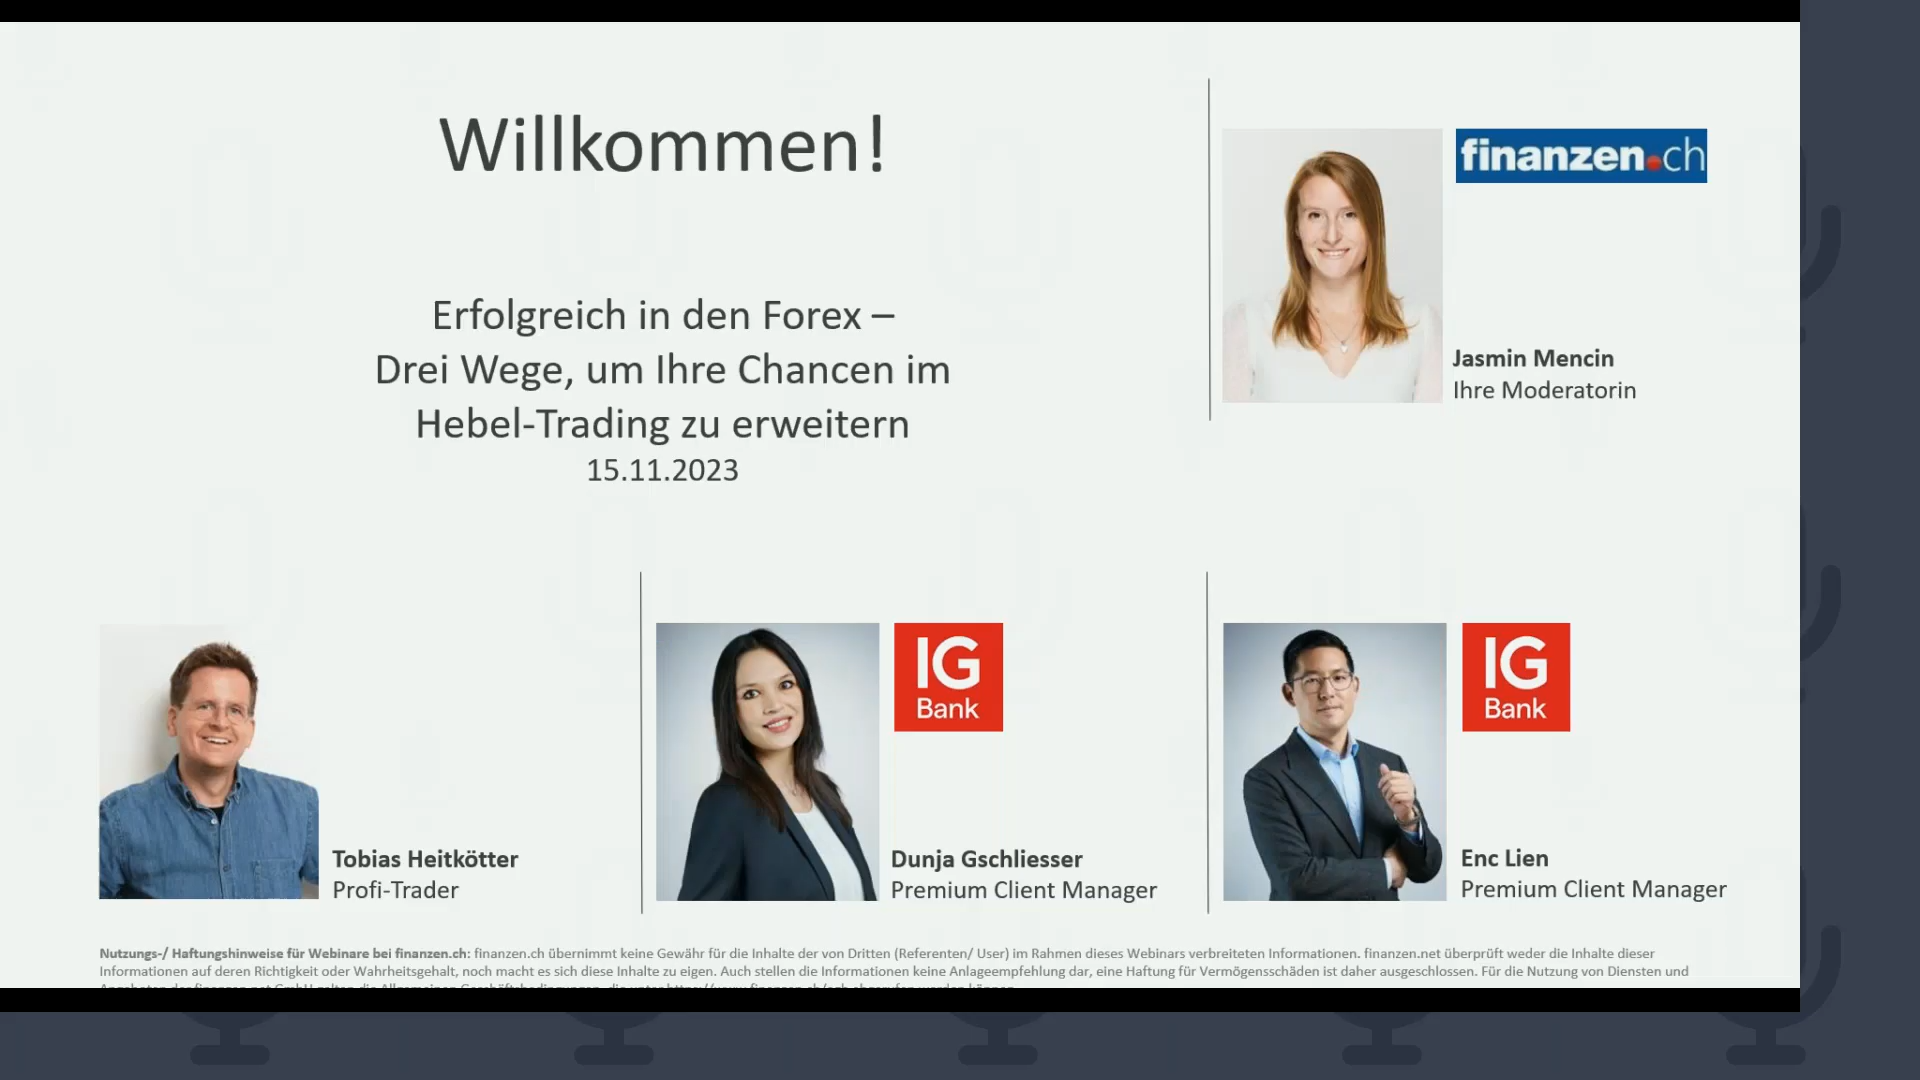 Willkommen!
Erfolgreich in den Forex –
Drei Wege, um Ihre Chancen im
Hebel-Trading zu erweitern
15.11.2023
finanzen.ch
Jasmin Mencin
Ihre Moderatorin
Tobias Heitkötter
Profi-Trader
IG
Bank
Dunja Gschliesser
Premium Client Manager
IG
Bank
Enc Lien
Premium Client Manager
Nutzungs-/ Haftungshinweise für Webinare bei finanzen.ch: finanzen.ch übernimmt keine Gewähr für die Inhalte der von Dritten (Referenten/ User) im Rahmen dieses Webinars verbreiteten Informationen. finanzen.net überprüft weder die Inhalte dieser
Informationen auf deren Richtigkeit oder Wahrheitsgehalt, noch macht es sich diese Inhalte zu eigen. Auch stellen die Informationen keine Anlageempfehlung dar, eine Haftung für Vermögensschäden ist daher ausgeschlossen. Für die Nutzung von Diensten und